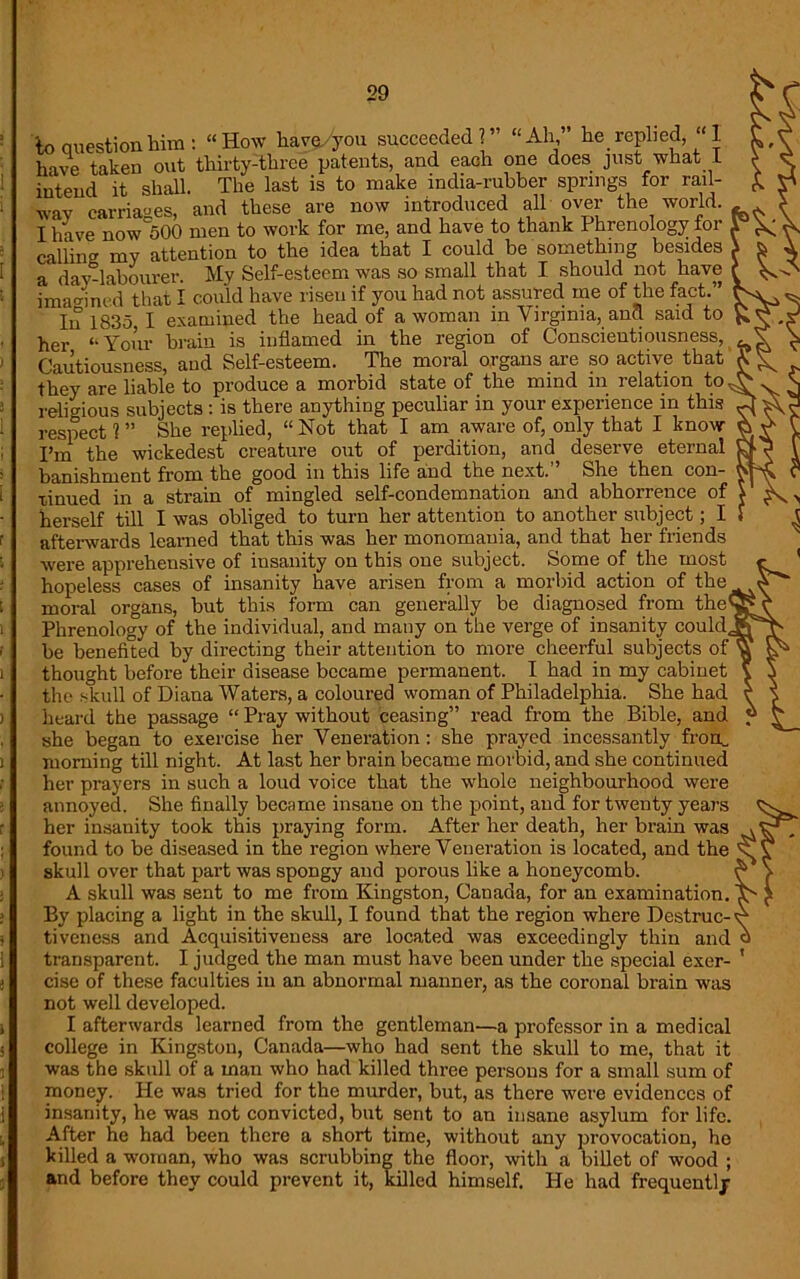 29
to question him : “ How have you succeeded ? ” “ Ah,” he replied, “ I
have taken out thirty-three patents, and each one does just what I
intend it shall. The last is to make india-rubber springs for rail-
way carriages, and these are now introduced all over the world.
I have now 500 men to work for me, and have to thank Phrenology for
calling my attention to the idea that I could be something besides
a day-labourer. My Self-esteem was so small that I should not have
imagined that I could have risen if you had not assured me of the fact.”
In 1835, I examined the head of a woman in Virginia, and said to
her, “ Your brain is inflamed in the region of Conscientiousness,
Cautiousness, and Self-esteem. The moral organs are so active that
they are liable to produce a morbid state of the mind in relation to
religious subjects : is there anything peculiar in your experience in this
respect ? ” She replied, “ Not that I am aware of, only that I know
I’m the wickedest creature out of perdition, and deserve eternal
banishment from the good in this life and the next.” She then con-
tinued in a strain of mingled self-condemnation and abhorrence of
herself till I was obliged to turn her attention to another subject ; I
afterwards learned that this was her monomania, and that her friends
were apprehensive of insanity on this one subject. Some of the most
hopeless cases of insanity have arisen from a morbid action of the
moral organs, but this form can generally be diagnosed from the
Phrenology of the individual, and many on the verge of insanity could
be benefited by directing their attention to more cheerful subjects of
thought before their disease became permanent. I had in my cabinet
the skull of Diana Waters, a coloured woman of Philadelphia. She had
heard the passage “ Pray without ceasing” read from the Bible, and
she began to exercise her Veneration : she prayed incessantly from
morning till night. At last her brain became morbid, and she continued
her prayers in such a loud voice that the whole neighbourhood were
annoyed. She finally became insane on the point, and for twenty years
her insanity took this praying form. After her death, her brain was
found to be diseased in the region where Veneration is located, and the
skull over that part was spongy and porous like a honeycomb.
A skull was sent to me from Kingston, Canada, for an examination.
By placing a light in the skull, I found that the region where Destruc-
tiveness and Acquisitiveness are located was exceedingly thin and
transparent. I judged the man must have been under the special exer-
cise of these faculties in an abnormal manner, as the coronal brain was
not well developed.
I afterwards learned from the gentleman—a professor in a medical
college in Kingston, Canada—who had sent the skull to me, that it
was the skull of a man who had killed three persons for a small sum of
money. He was tried for the murder, but, as there were evidences of
insanity, he was not convicted, but sent to an insane asylum for life.
After he had been there a short time, without any provocation, he
killed a woman, who was scrubbing the floor, with a billet of wood ;
and before they could prevent it, killed himself. He had frequently